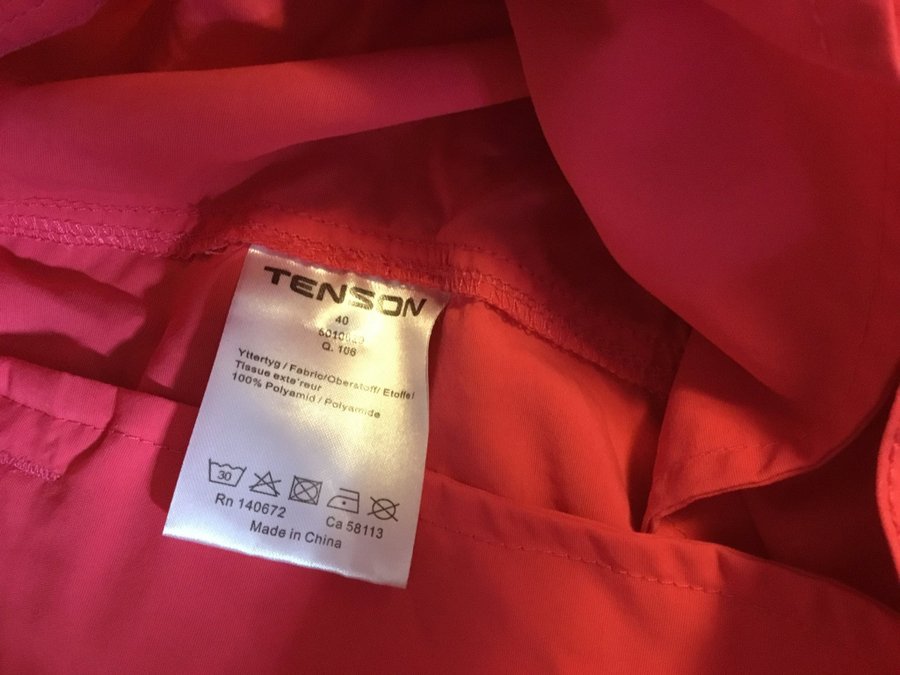 TENSON
40
Q. 106
Yttertyg / Fabric/Oberstoff/ Etoffe/
Tissue exte'reur
100% Polyamid / Polyamide
30
Rn 140672 Ca 58113
Made in China